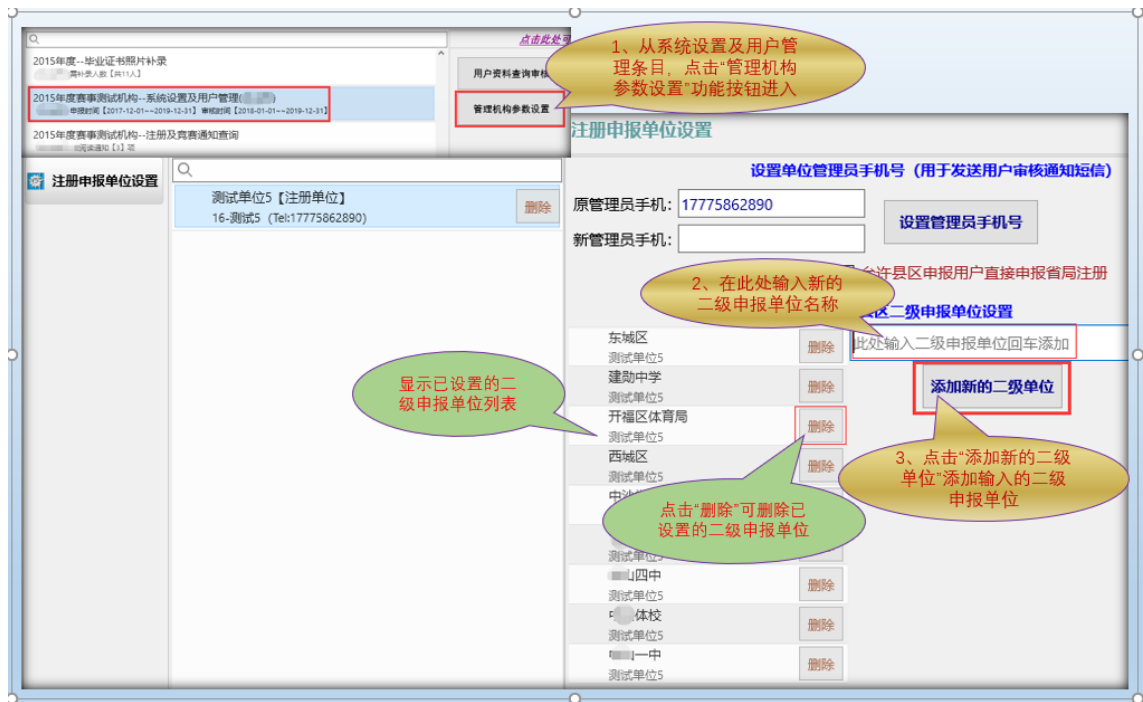 点击此处可
2015年度--毕业证书照片补录
需补录人数【共11人】
用户资料查询审核
2015年度赛事测试机构--系统设置及用户管理(
申报时间【2017-12-01~~2019-12-31】 审核时间【2018-01-01~~2019-12-31】
管理机构参数设置
2015年度赛事测试机构--注册及竞赛通知查询
阅读通知【3】项
1、从系统设置及用户管
理条目，点击“管理机构
参数设置”功能按钮进入
注册申报单位设置
注册申报单位设置
测试单位5【注册单位】
16-测试5（Tel:17775862890）
删除
设置单位管理员手机号（用于发送用户审核通知短信）
原管理员手机: 17775862890
新管理员手机:
设置管理员手机号
允许县区申报用户直接申报省局注册
2、在此处输入新的
二级申报单位名称
区二级申报单位设置
此处输入二级申报单位回车添加
添加新的二级单位
东城区
测试单位5
删除
建勋中学
测试单位5
删除
开福区体育局
测试单位5
删除
西城区
测试单位5
删除
显示已设置的二
级申报单位列表
3、点击“添加新的二级
单位”添加输入的二级
申报单位
点击“删除”可删除已
设置的二级申报单位
测试单位5
山四中
测试单位5
删除
体校
测试单位5
删除
一中
测试单位5
删除